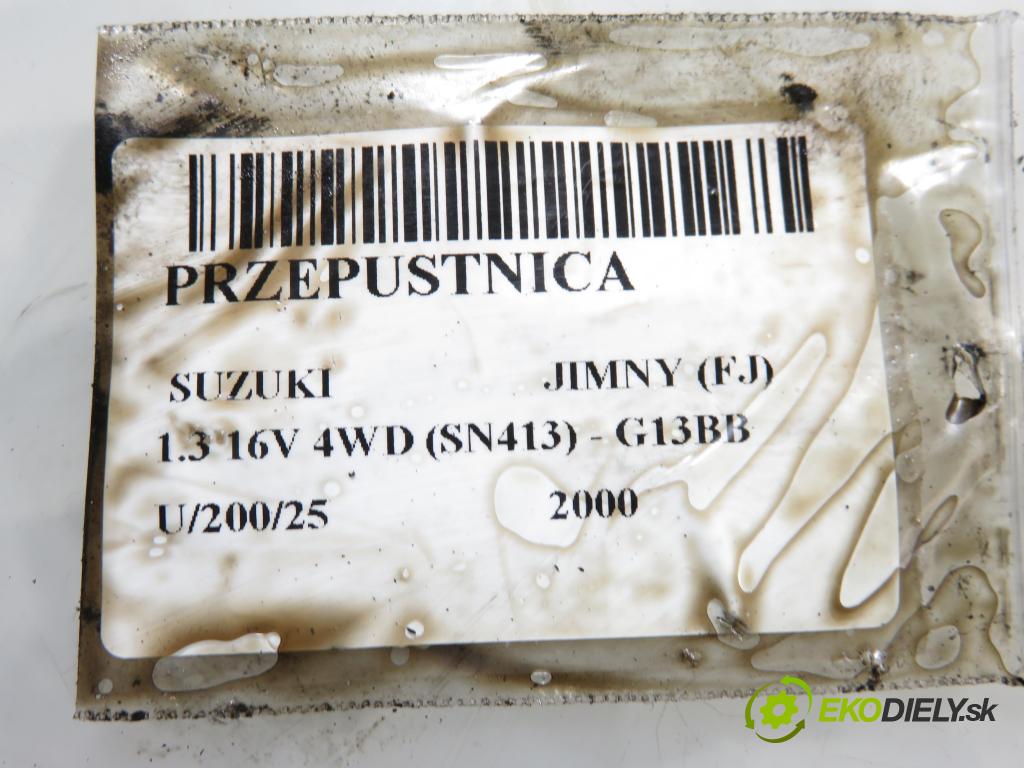 PRZEPUSTNICA
SUZUKI JIMNY (FJ)
1.3 16V 4WD (SN413) - G13BB
U/200/25 2000
EKODIELY.sk